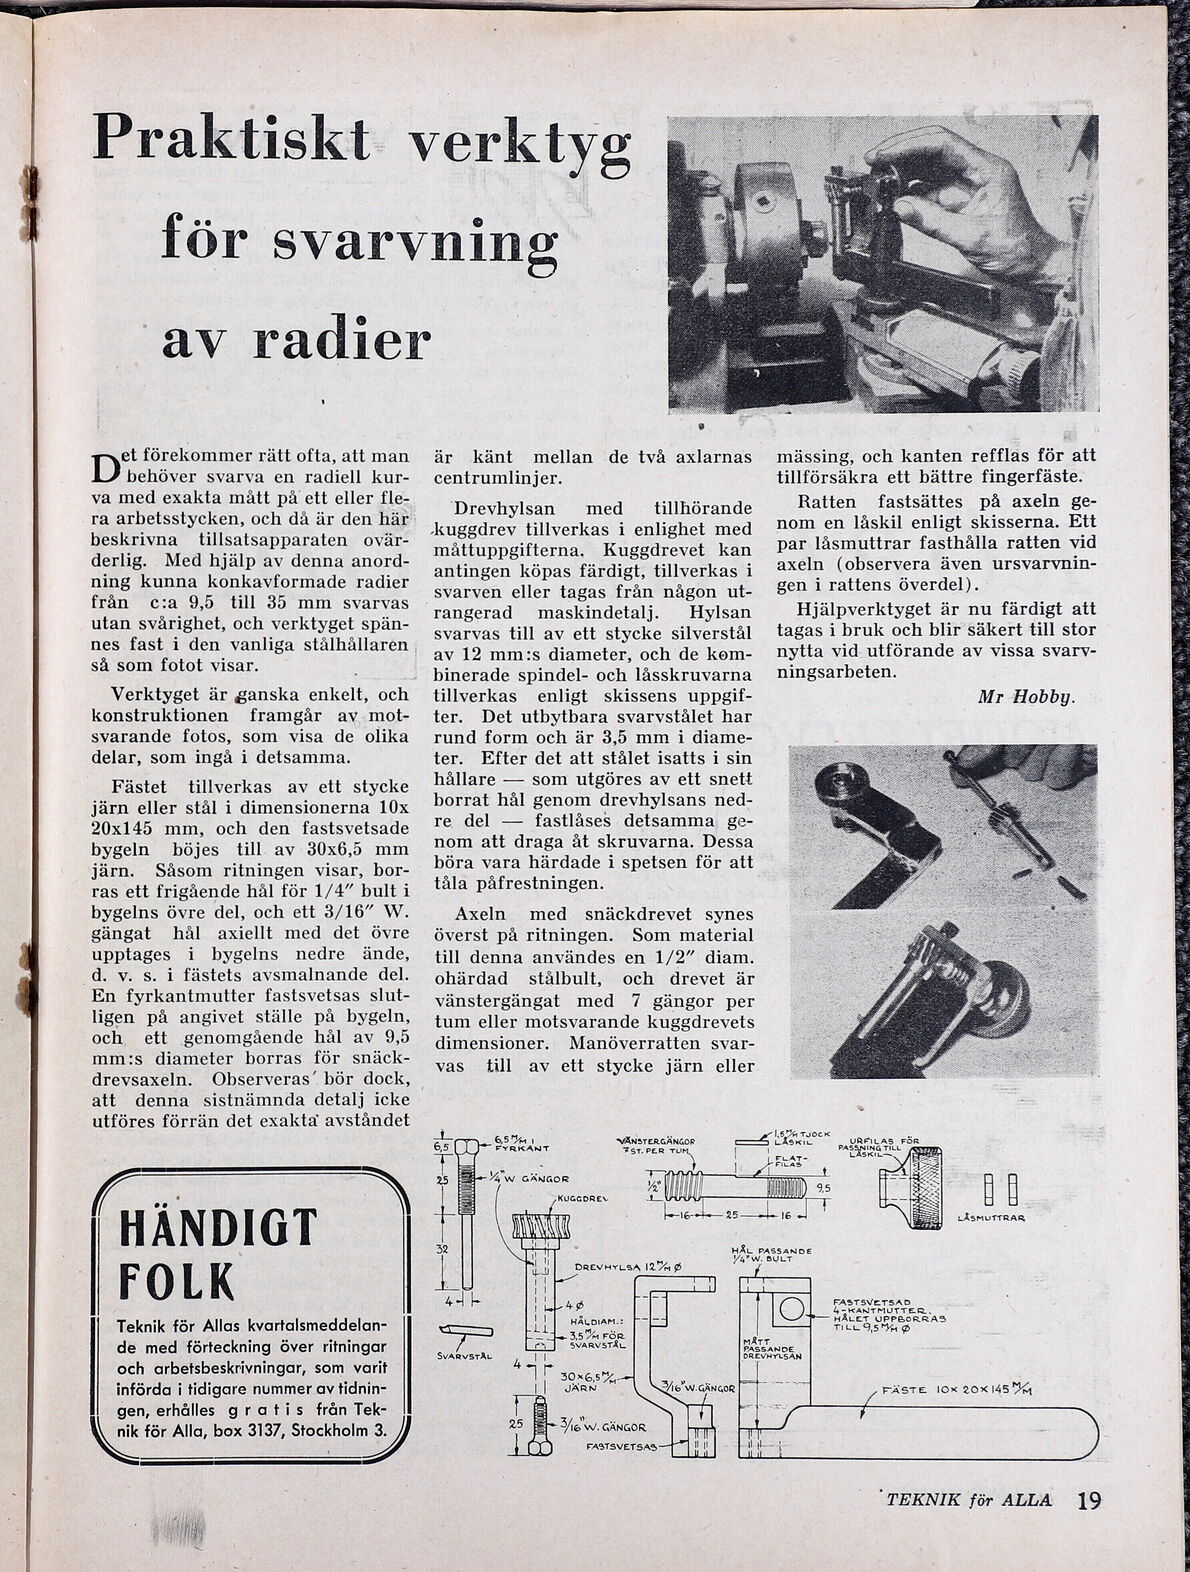 Praktiskt verktyg
för svarvning
av radier
Det förekommer rätt ofta, att man
behöver svarva en radiell kur-
va med exakta mått på ett eller fle-
ra arbetsstycken, och då är den här
beskrivna tillsatsapparaten ovär-
derlig. Med hjälp av denna anord-
ning kunna konkavformade radier
från c:a 9,5 till 35 mm svarvas
utan svårighet, och verktyget spän-
nes fast i den vanliga stålhållaren
så som fotot visar.
Verktyget är ganska enkelt, och
konstruktionen framgår av mot-
svarande fotos, som visa de olika
delar, som ingå i detsamma.
Fästet tillverkas av ett stycke
järn eller stål i dimensionerna 10x
20x145 mm, och den fastsvetsade
bygeln böjes till av 30x6,5 mm
järn. Såsom ritningen visar, bor-
ras ett frigående hål för 1/4″ bult i
bygelns övre del, och ett 3/16″ W.
gängat hål axiellt med det övre
upptages i bygelns nedre ände,
d. v. s. i fästets avsmalnande del.
En fyrkantmutter fastsvetsas slut-
ligen på angivet ställe på bygeln,
och ett genomgående hål av 9,5
mm:s diameter borras för snäck-
drevsaxeln. Observeras bör dock,
att denna sistnämnda detalj icke
utföres förrän det exakta avståndet
är känt mellan de två axlarnas
centrumlinjer.
Drevhylsan med tillhörande
kuggdrev tillverkas i enlighet med
måttuppgifterna. Kuggdrevet kan
antingen köpas färdigt, tillverkas i
svarven eller tagas från någon ut-
rangerad maskindetalj. Hylsan
svarvas till av ett stycke silverstål
av 12 mm:s diameter, och de kom-
binerade spindel- och låsskruvarna
tillverkas enligt skissens uppgif-
ter. Det utbytbara svarvstålet har
rund form och är 3,5 mm i diame-
ter. Efter det att stålet isatts i sin
hållare — som utgöres av ett snett
borrat hål genom drevhylsans ned-
re del — fastlåses detsamma ge-
nom att draga åt skruvarna. Dessa
böra vara härdade i spetsen för att
tåla påfrestningen.
Axeln med snäckdrevet synes
överst på ritningen. Som material
till denna användes en 1/2″ diam.
ohärdad stålbult, och drevet är
vänstergängat med 7 gängor per
tum eller motsvarande kuggdrevets
dimensioner. Manöverratten svar-
vas till av ett stycke järn eller
mässing, och kanten refflas för att
tillförsäkra ett bättre fingerfäste.
Ratten fastsättes på axeln ge-
nom en låskil enligt skisserna. Ett
par låsmuttrar fasthålla ratten vid
axeln (observera även ursvarvnin-
gen i rattens överdel).
Hjälpverktyget är nu färdigt att
tagas i bruk och blir säkert till stor
nytta vid utförande av vissa svarv-
ningsarbeten.
Mr Hobby.
HÄNDIGT
FOLK
Teknik för Allas kvartalsmeddelan-
de med förteckning över ritningar
och arbetsbeskrivningar, som varit
införda i tidigare nummer av tidnin-
gen, erhålles gratis från Tek-
nik för Alla, box 3137, Stockholm 3.
6,5
6,5 M/M I
FYRKANT
25
1/4" W GÄNGOR
KUGGDREV
32
4
DREVHYLSA 12 M/M Ø
4 Ø
HÅLDIAM.:
3,5 M/M FÖR
SVARVSTÅL
SVARVSTÅL
4
25
3/16" W. GÄNGOR
VÄNSTERGÄNGOR
7 ST. PER TUM
1,5 M/M TJOCK
LÅSKIL
FLAT-
FILAS
1/2"
9,5
16
25
16
URFILAS FÖR
PASSNING TILL
LÅSKIL
LÅSMUTTRAR
30×6,5 M/M
JÄRN
3/16" W. GÄNGOR
FASTSVETSAS
HÅL PASSANDE
1/4" W. BULT
MÅTT
PASSANDE
DREVHYLSAN
FASTSVETSAD
4-KANTMUTTER.
HÅLET UPPBORRAS
TILL 9,5 M/M Ø
FÄSTE 10×20×145 M/M
TEKNIK för ALLA 19